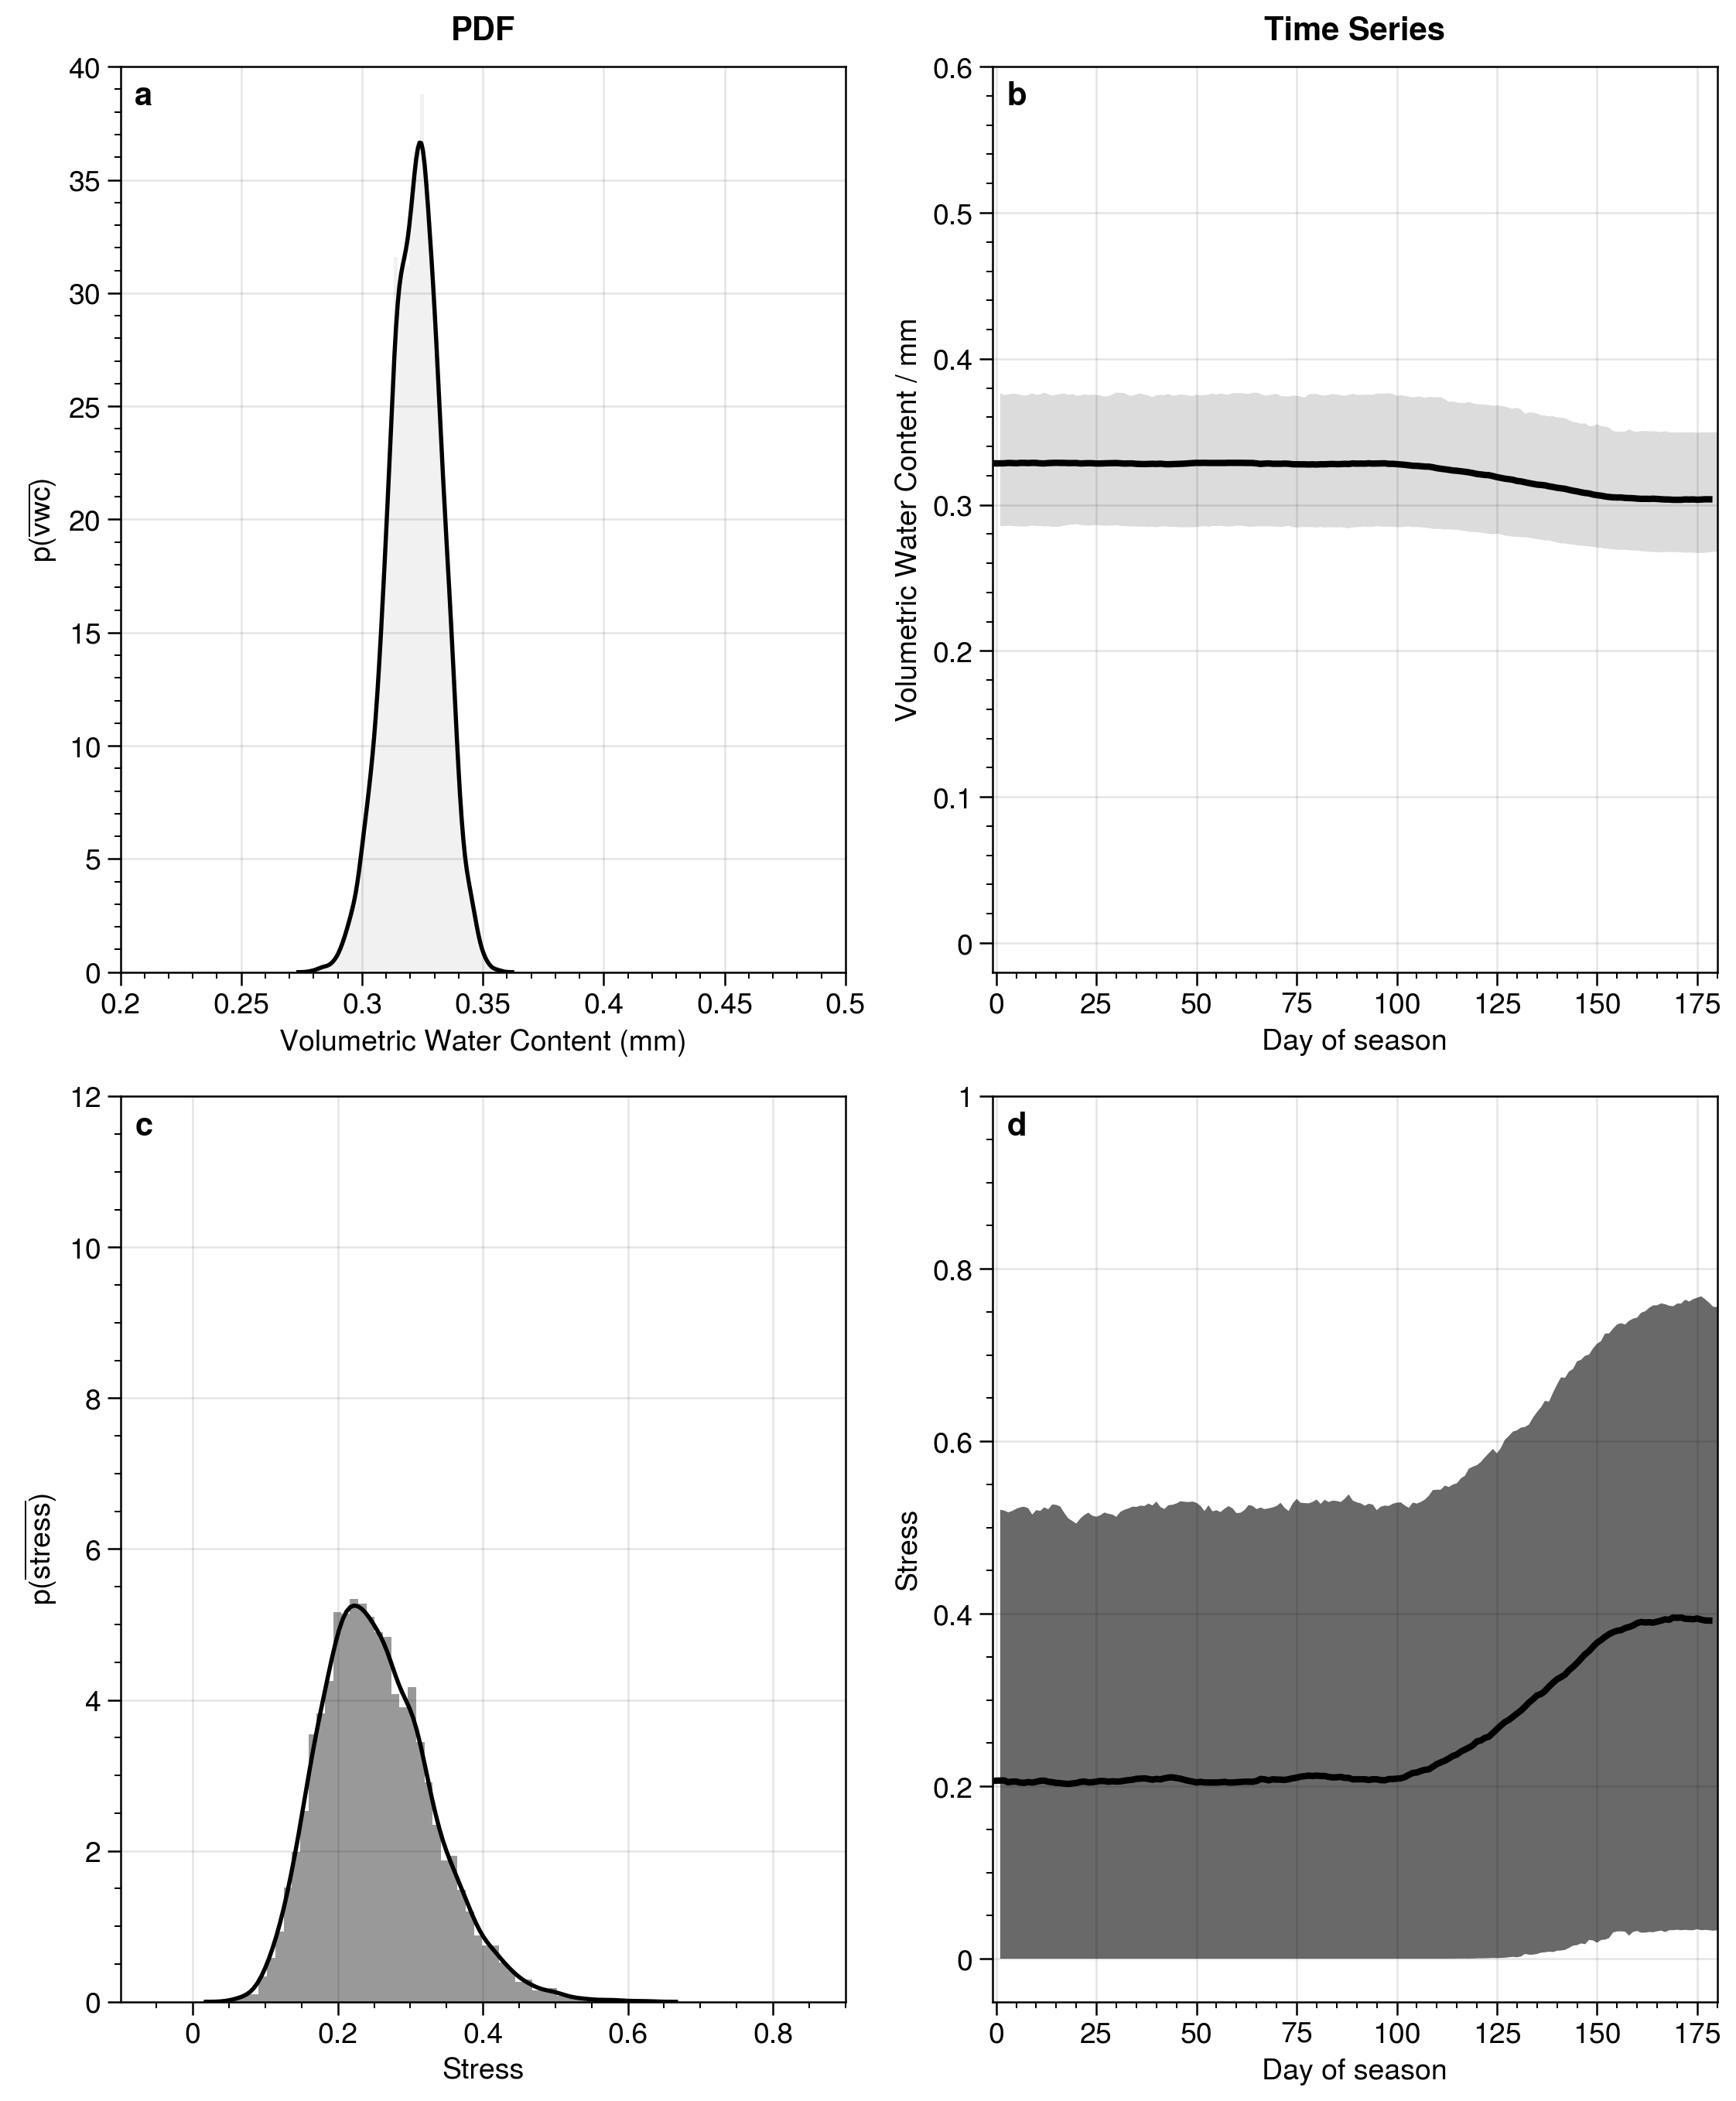 PDF
Time Series
a
40
35
30
25
20
15
10
5
0
p(vwc)
0.2 0.25 0.3 0.35 0.4 0.45 0.5
Volumetric Water Content (mm)
b
0.6
0.5
0.4
0.3
0.2
0.1
0
Volumetric Water Content / mm
0 25 50 75 100 125 150 175
Day of season
c
12
10
8
6
4
2
0
p(stress)
0 0.2 0.4 0.6 0.8
Stress
d
1
0.8
0.6
0.4
0.2
0
Stress
0 25 50 75 100 125 150 175
Day of season